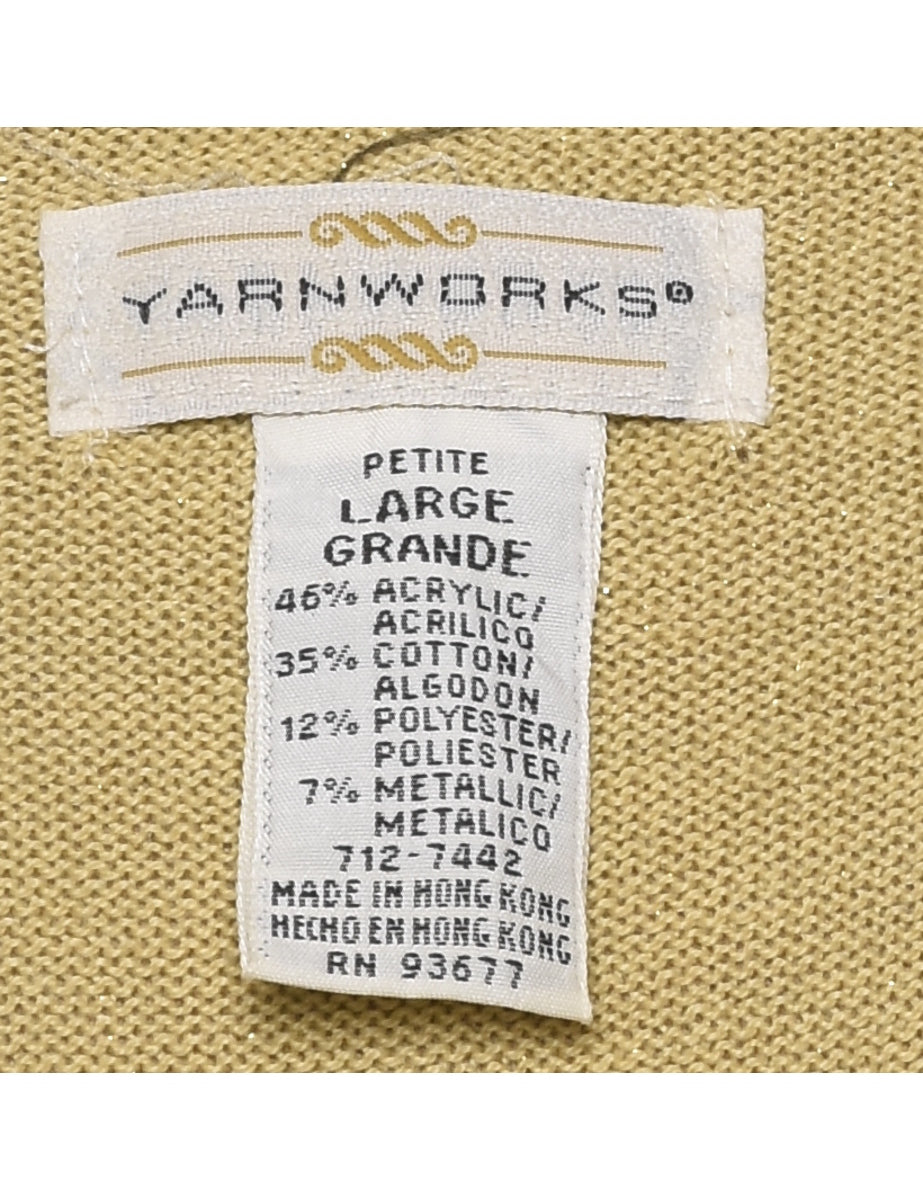 YARNWORKS®
PETITE
LARGE
GRANDE
46% ACRYLIC/
ACRILICO
35% COTTON/
ALGODON
12% POLYESTER/
POLIESTER
7% METALLIC/
METALICO
712-7442
MADE IN HONG KONG
HECHO EN HONG KONG
RN 93677